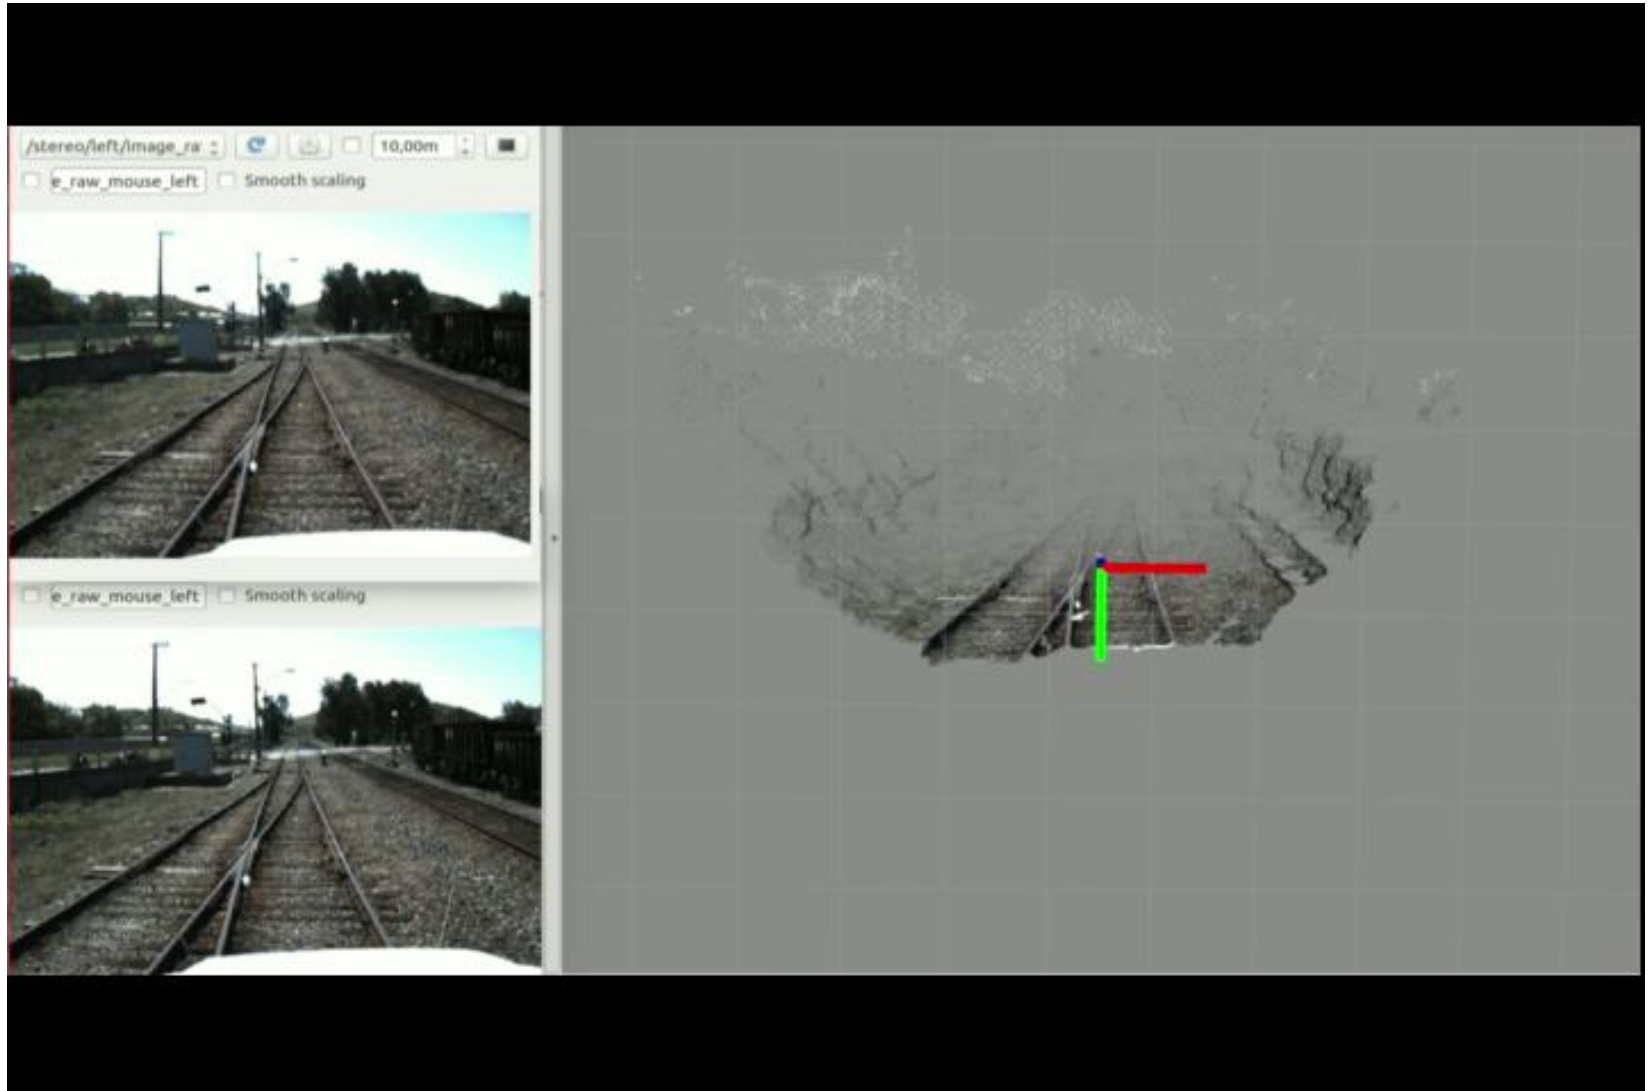 /stereo/left/image_ra 10,00m
e_raw_mouse_left Smooth scaling
e_raw_mouse_left Smooth scaling